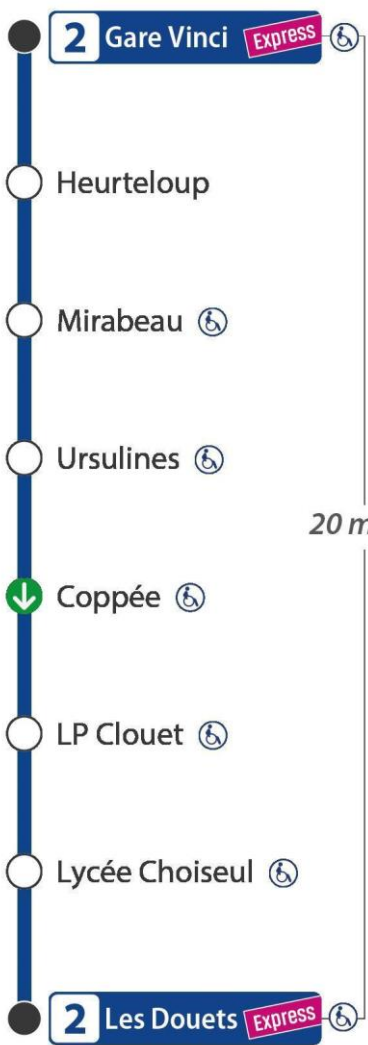 2 Gare Vinci Express
Heurteloup
Mirabeau
Ursulines
20 m
Coppée
LP Clouet
Lycée Choiseul
2 Les Douets Express